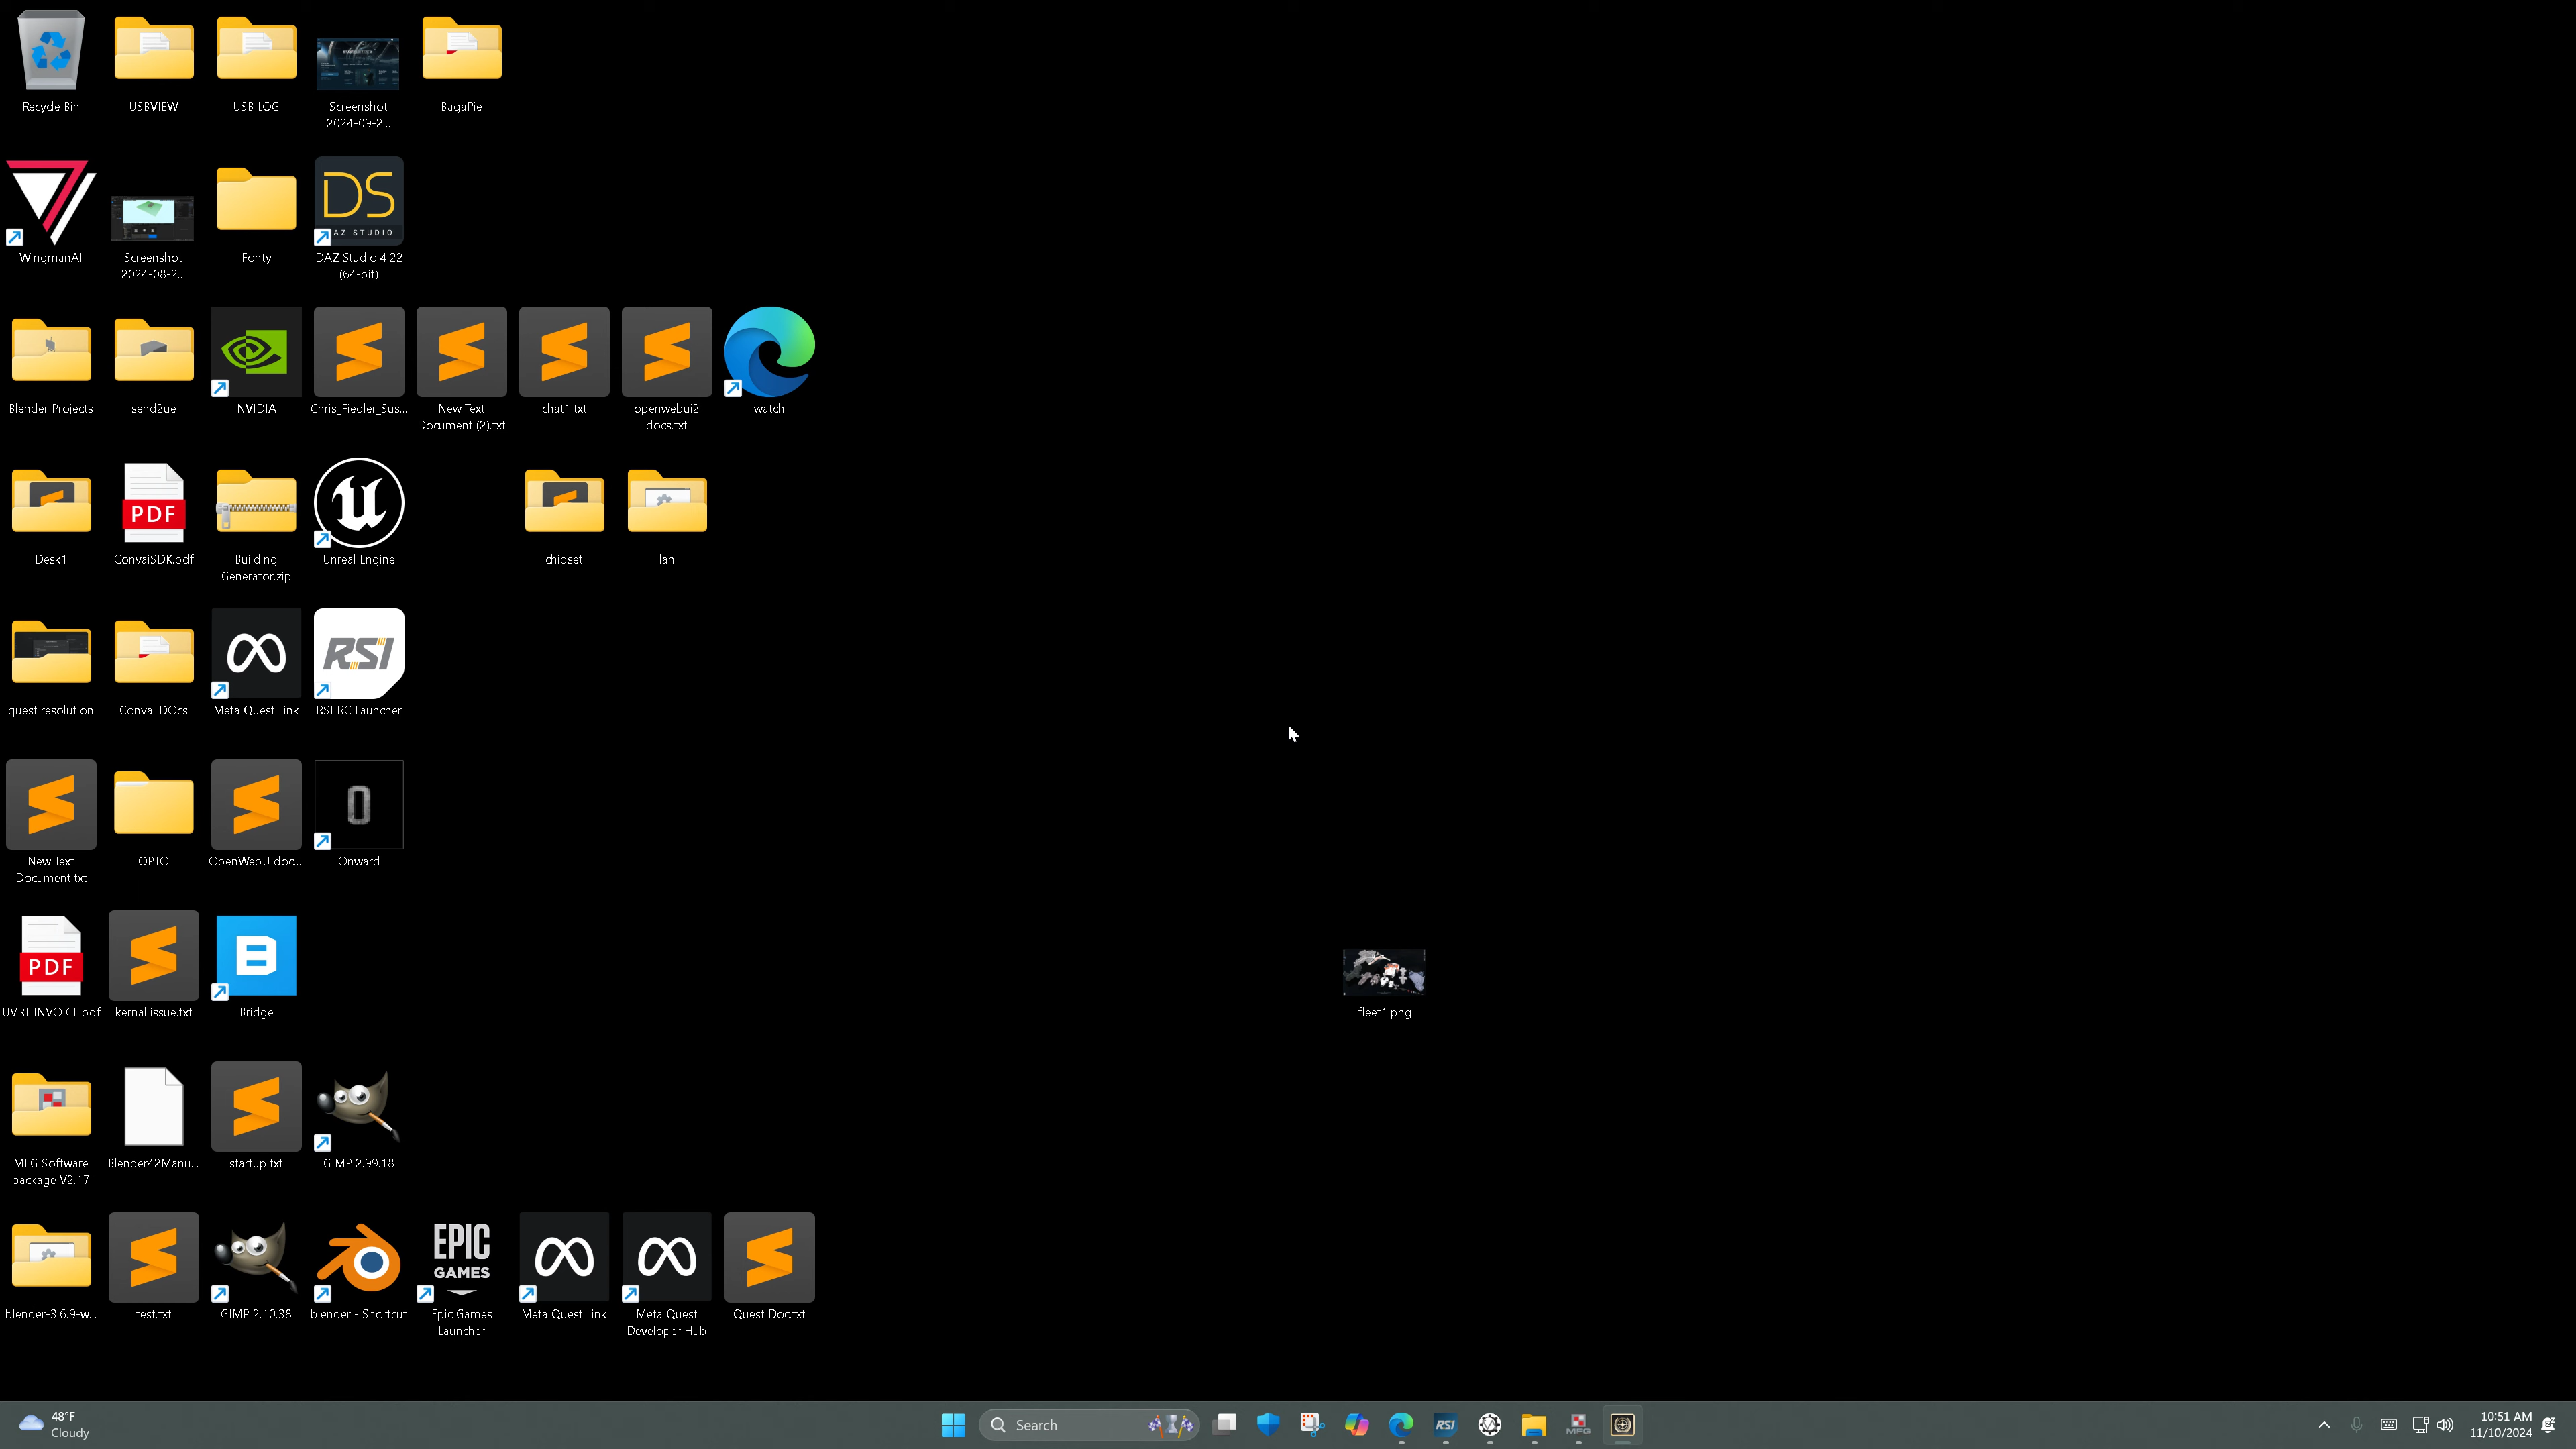 Recycle Bin
USBVIEW
USB LOG
Screenshot
2024-09-2...
BagaPie
WingmanAI
Screenshot
2024-08-2...
Fonty
DS
AZ STUDIO
DAZ Studio 4.22
(64-bit)
Blender Projects
send2ue
NVIDIA
Chris_Fiedler_Sus...
New Text
Document (2).txt
chat1.txt
openwebui2
docs.txt
watch
Desk1
PDF
ConvaiSDK.pdf
Building
Generator.zip
Unreal Engine
chipset
lan
quest resolution
Convai DOcs
Meta Quest Link
RSI
RSI RC Launcher
New Text
Document.txt
OPTO
OpenWebUIdoc....
Onward
PDF
UVRT INVOICE.pdf
kernal issue.txt
B
Bridge
fleet1.png
MFG Software
package V2.17
Blender42Manu...
startup.txt
GIMP 2.99.18
blender-3.6.9-w...
test.txt
GIMP 2.10.38
blender - Shortcut
EPIC
GAMES
Epic Games
Launcher
Meta Quest Link
Meta Quest
Developer Hub
Quest Doc.txt
48°F
Cloudy
Search
RSI
MFG
10:51 AM
11/10/2024